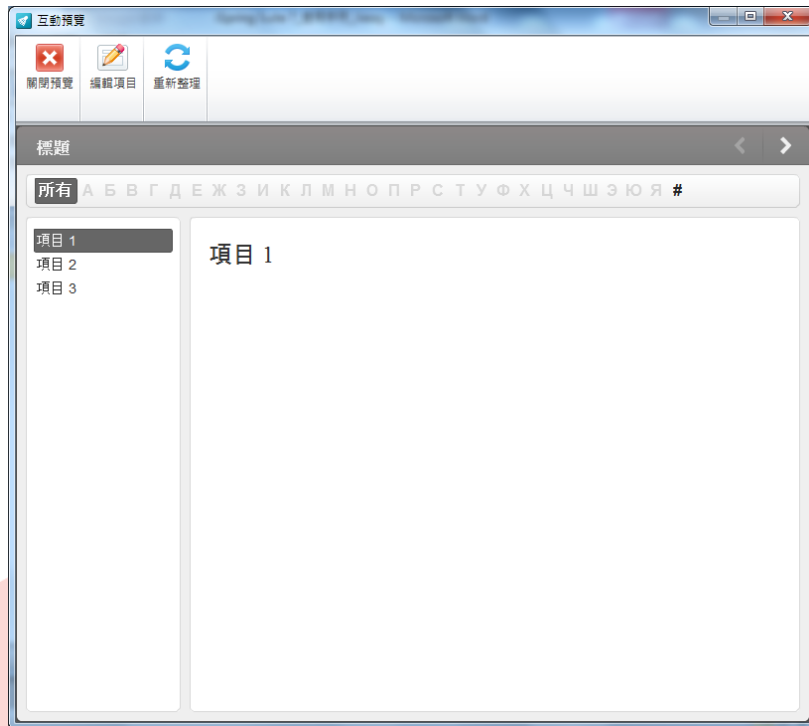 互動預覽
關閉預覽 編輯項目 重新整理
標題
所有 А Б В Г Д Е Ж З И К Л М Н О П Р С Т У Ф Х Ц Ч Ш Э Ю Я #
項目 1
項目 2
項目 3
項目 1